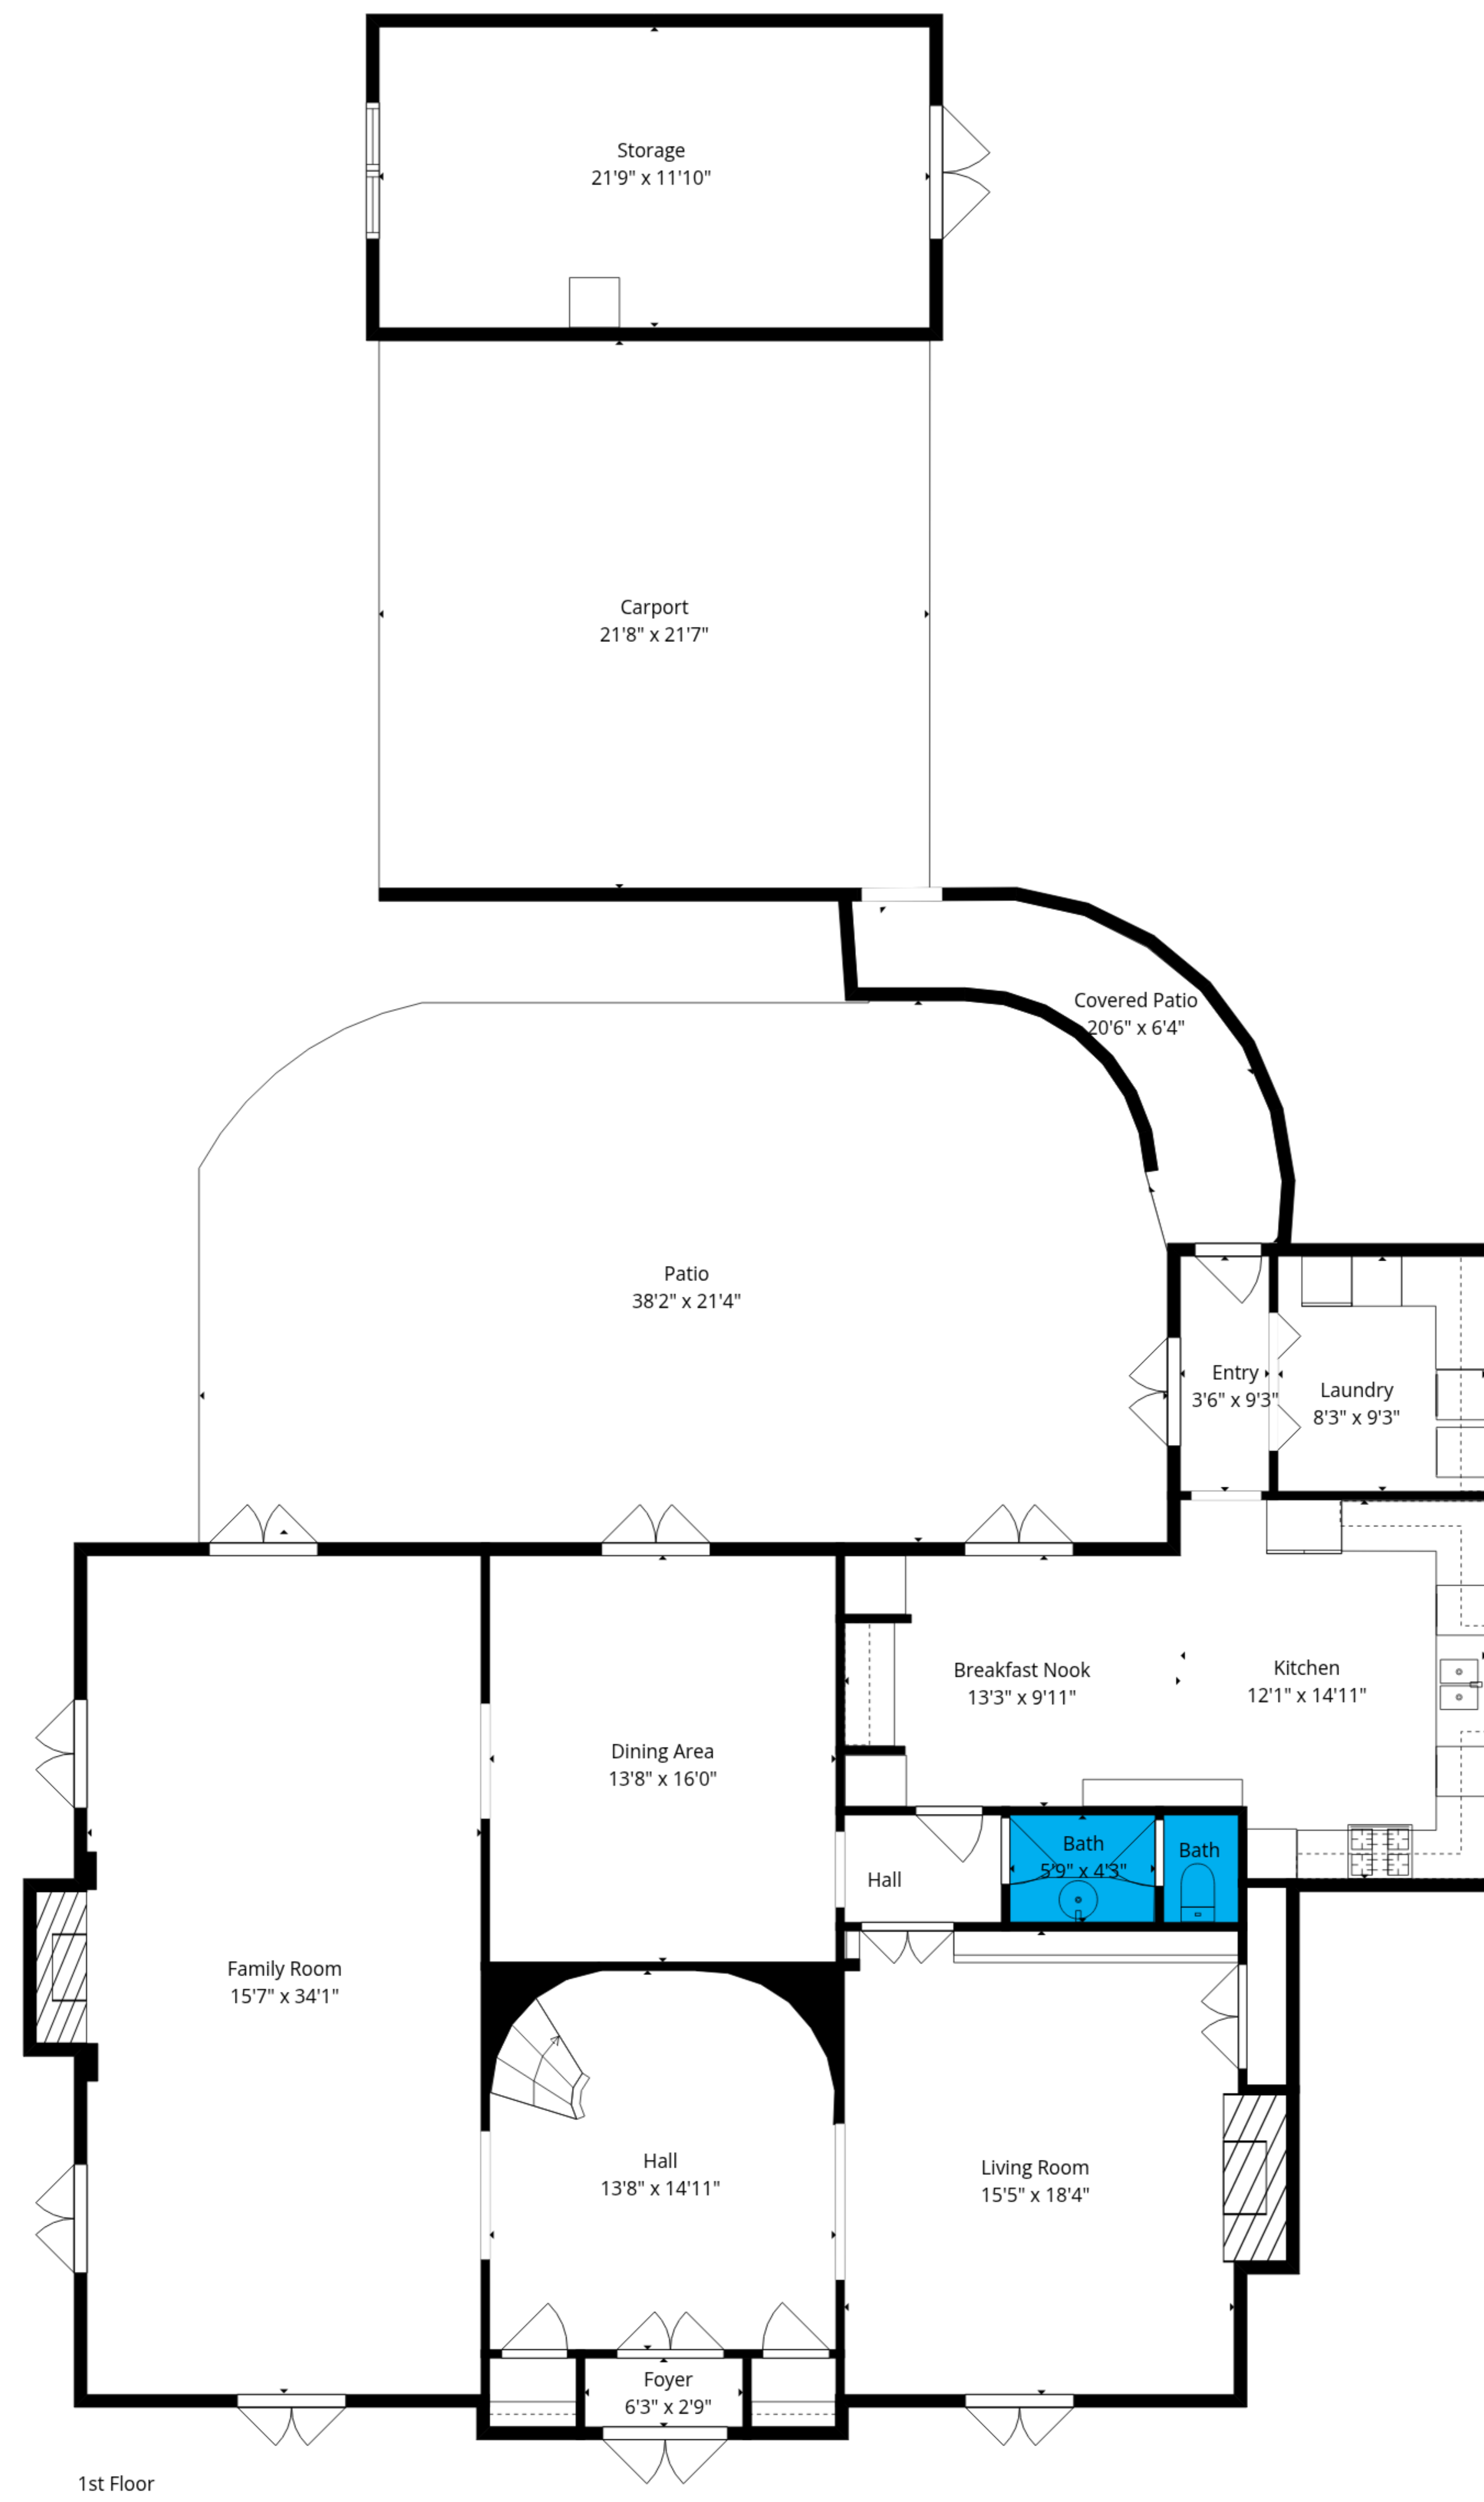 Storage
21'9" x 11'10"
Carport
21'8" x 21'7"
Covered Patio
20'6" x 6'4"
Patio
38'2" x 21'4"
Entry
3'6" x 9'3"
Laundry
8'3" x 9'3"
Breakfast Nook
13'3" x 9'11"
Kitchen
12'1" x 14'11"
Dining Area
13'8" x 16'0"
Bath
5'9" x 4'3"
Bath
Hall
Family Room
15'7" x 34'1"
Hall
13'8" x 14'11"
Living Room
15'5" x 18'4"
Foyer
6'3" x 2'9"
1st Floor